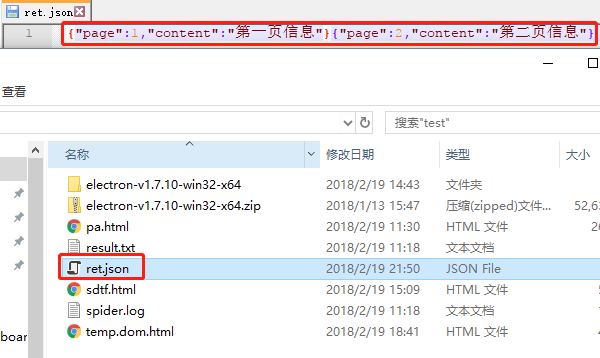 ret.json
1 {"page":1,"content":"第一页信息"}{"page":2,"content":"第二页信息"}
查看
搜索"test"
名称 修改日期 类型 大小
electron-v1.7.10-win32-x64 2018/2/19 14:43 文件夹
electron-v1.7.10-win32-x64.zip 2018/1/13 15:47 压缩(zipped)文件... 52,63
pa.html 2018/2/19 11:30 HTML 文件 26
result.txt 2018/2/19 11:18 文本文档
ret.json 2018/2/19 21:50 JSON File
sdtf.html 2018/2/19 15:09 HTML 文件
spider.log 2018/2/19 11:18 文本文档
temp.dom.html 2018/2/19 18:41 HTML 文件
boar